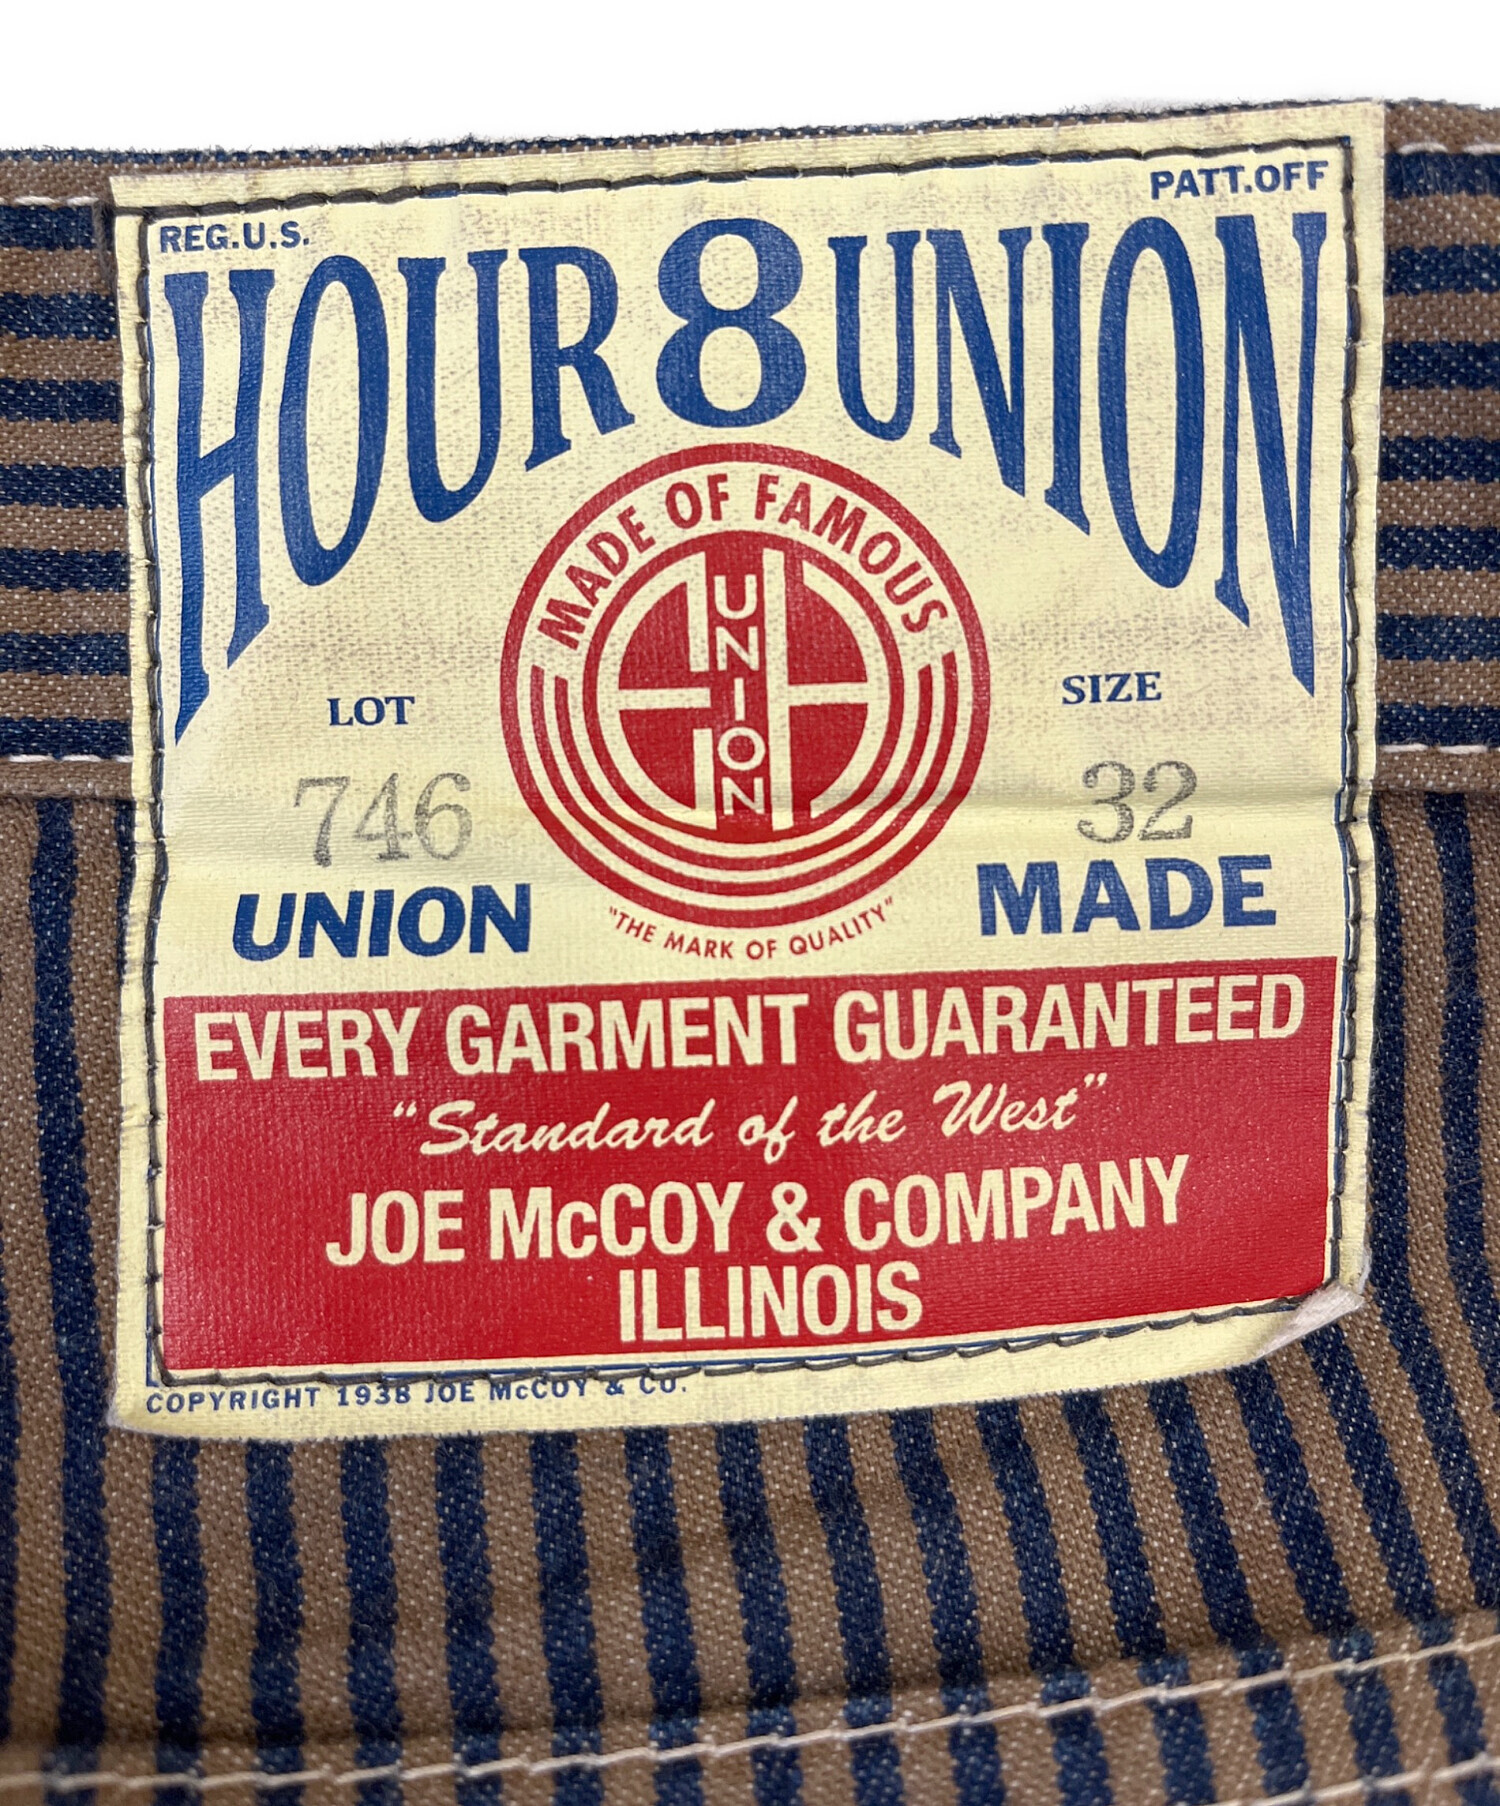 REG.U.S.
PATT.OFF
HOUR 8 UNION
MADE OF FAMOUS
UNION
LOT
SIZE
746
32
UNION
MADE
"THE MARK OF QUALITY"
EVERY GARMENT GUARANTEED
"Standard of the West"
JOE McCOY & COMPANY
ILLINOIS
COPYRIGHT 1938 JOE McCOY & CO.